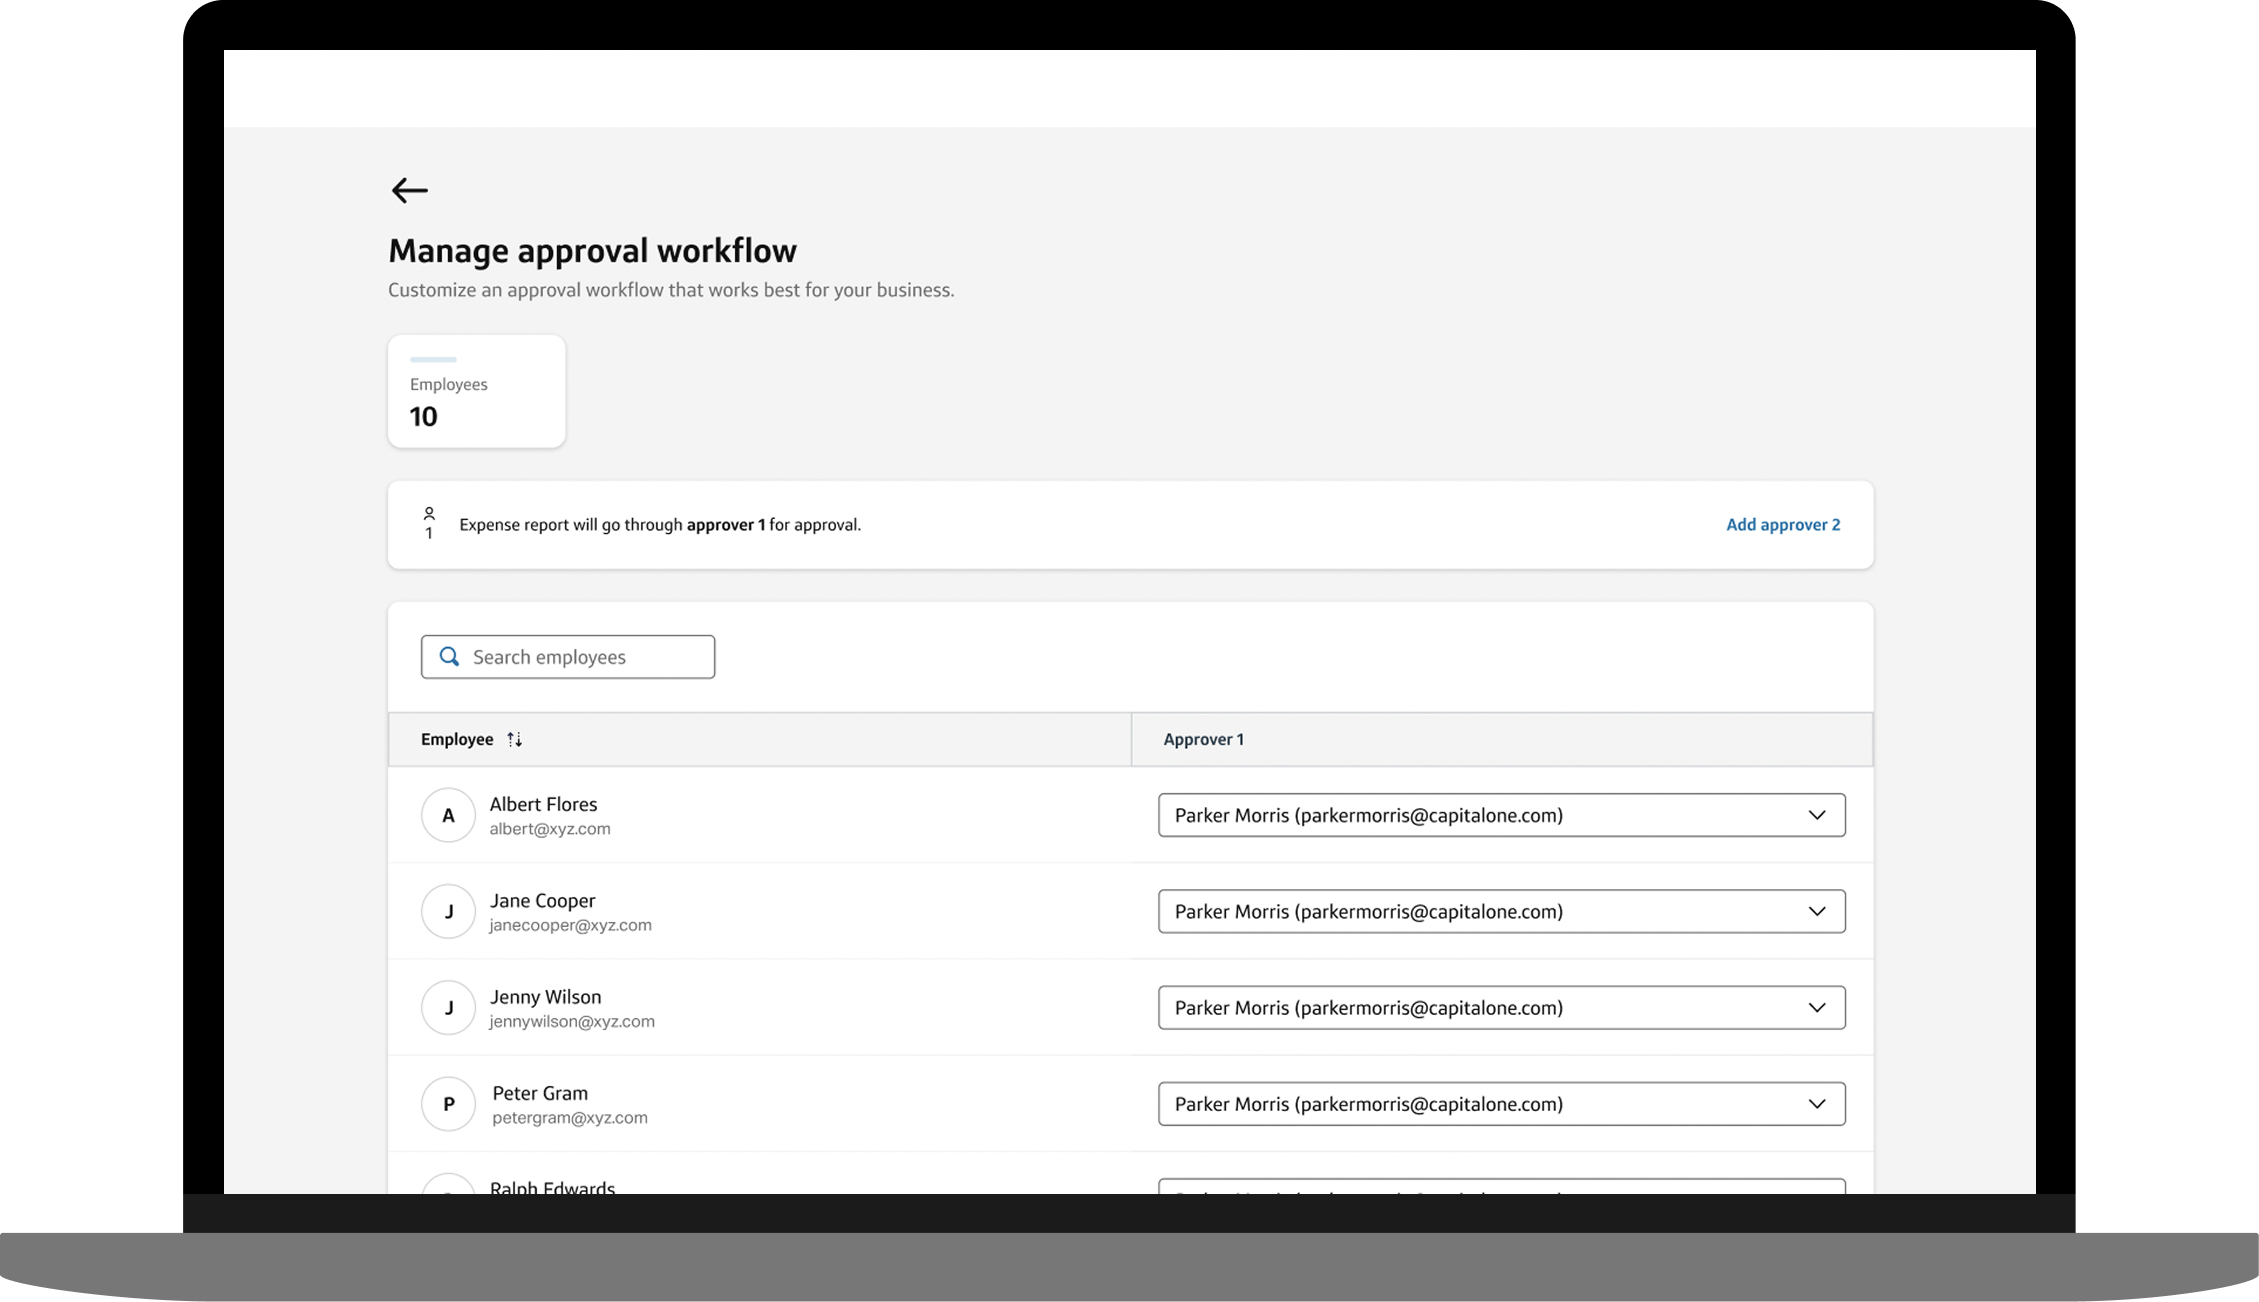 Manage approval workflow
Customize an approval workflow that works best for your business.
Employees
10
1
Expense report will go through approver 1 for approval.
Add approver 2
Search employees
Employee
Approver 1
A
Albert Flores
albert@xyz.com
Parker Morris (parkermorris@capitalone.com)
J
Jane Cooper
janecooper@xyz.com
Parker Morris (parkermorris@capitalone.com)
J
Jenny Wilson
jennywilson@xyz.com
Parker Morris (parkermorris@capitalone.com)
P
Peter Gram
petergram@xyz.com
Parker Morris (parkermorris@capitalone.com)
Ralph Edwards